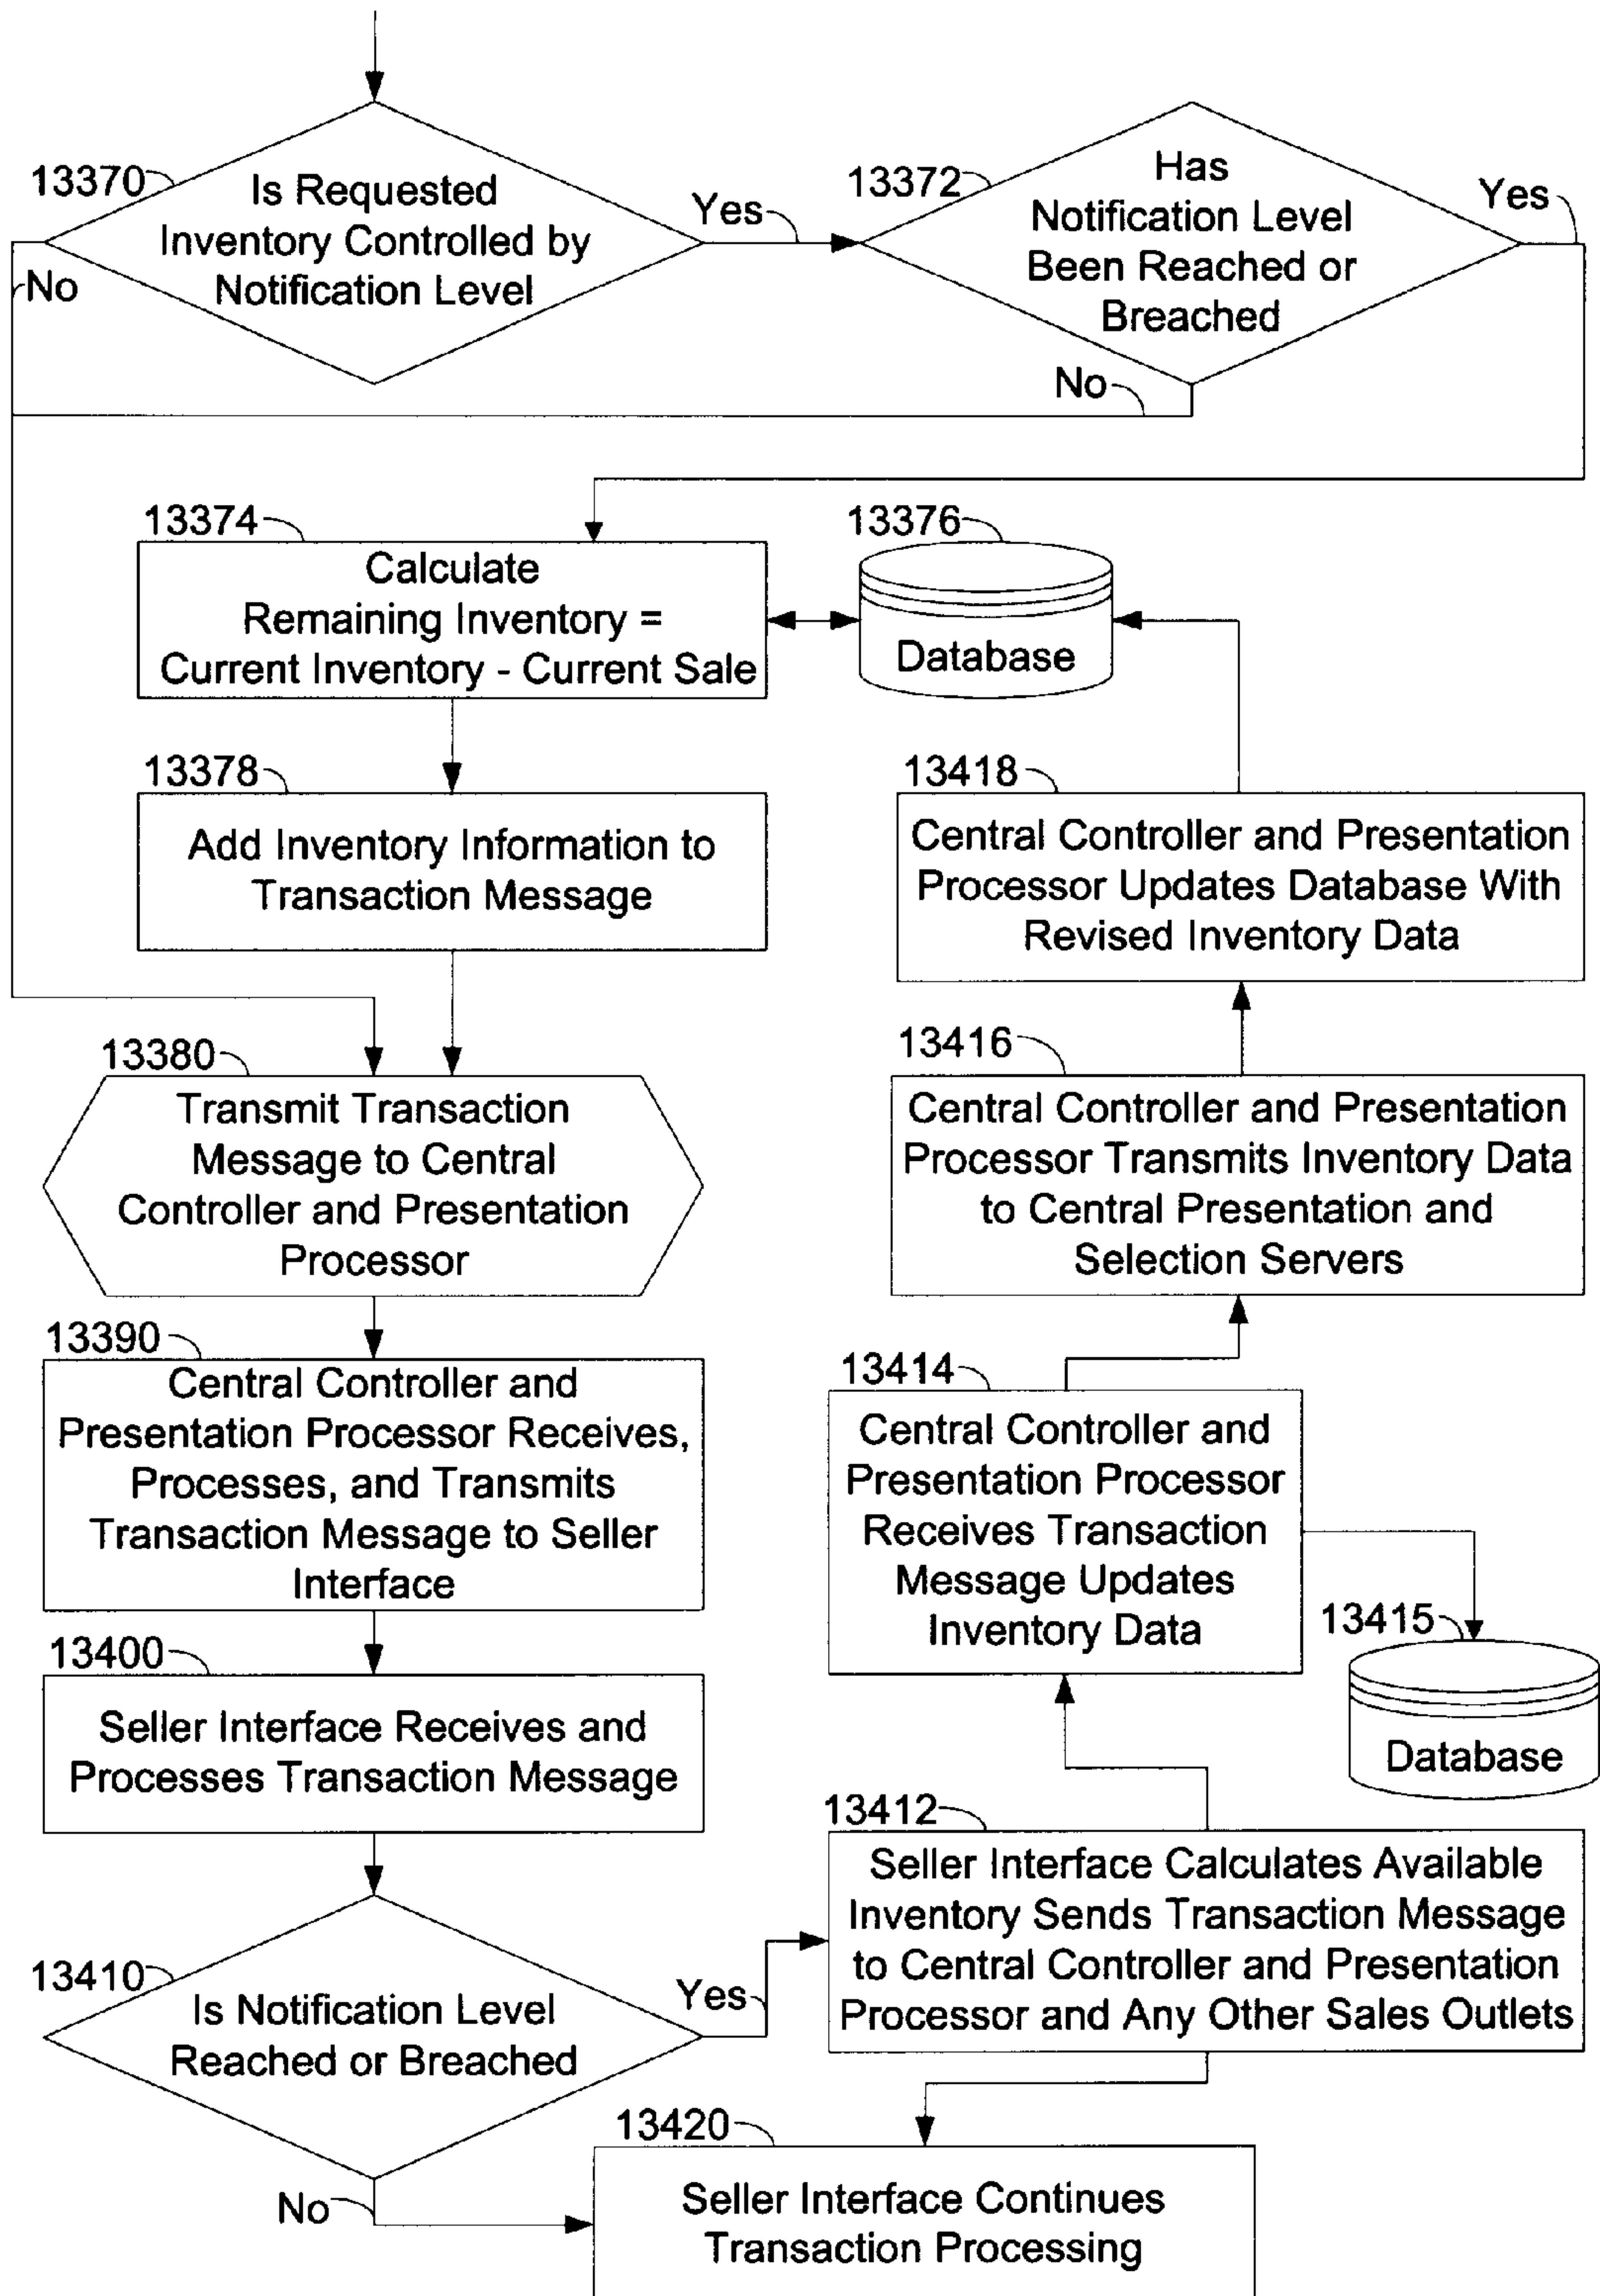 13370
Is Requested
Inventory Controlled by
Notification Level
Yes
No
13372
Has
Notification Level
Been Reached or
Breached
Yes
No
13374
Calculate
Remaining Inventory =
Current Inventory - Current Sale
13376
Database
13378
Add Inventory Information to
Transaction Message
13380
Transmit Transaction
Message to Central
Controller and Presentation
Processor
13390
Central Controller and
Presentation Processor Receives,
Processes, and Transmits
Transaction Message to Seller
Interface
13400
Seller Interface Receives and
Processes Transaction Message
13410
Is Notification Level
Reached or Breached
Yes
No
13412
Seller Interface Calculates Available
Inventory Sends Transaction Message
to Central Controller and Presentation
Processor and Any Other Sales Outlets
13414
Central Controller and
Presentation Processor
Receives Transaction
Message Updates
Inventory Data
13415
Database
13416
Central Controller and Presentation
Processor Transmits Inventory Data
to Central Presentation and
Selection Servers
13418
Central Controller and Presentation
Processor Updates Database With
Revised Inventory Data
13420
Seller Interface Continues
Transaction Processing